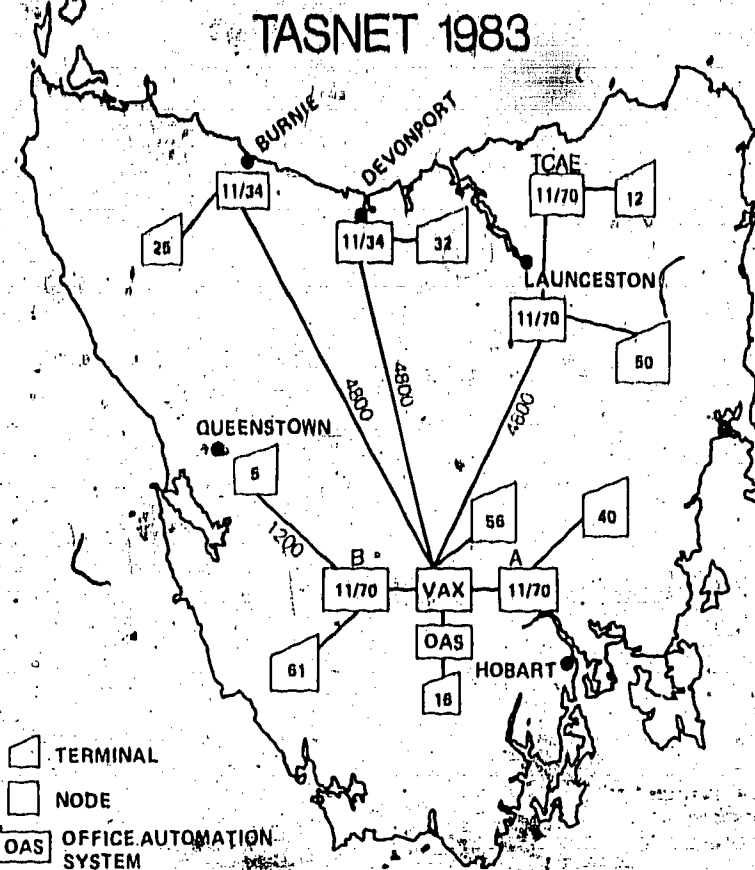 TASNET 1983
BURNIE
DEVONPORT
TCAE
11/34
11/70
12
25
11/34
32
LAUNCESTON
11/70
50
4800
4800
4800
QUEENSTOWN
5
56
40
1200
B
A
11/70
VAX
11/70
OAS
61
HOBART
16
TERMINAL
NODE
OAS
OFFICE AUTOMATION
SYSTEM